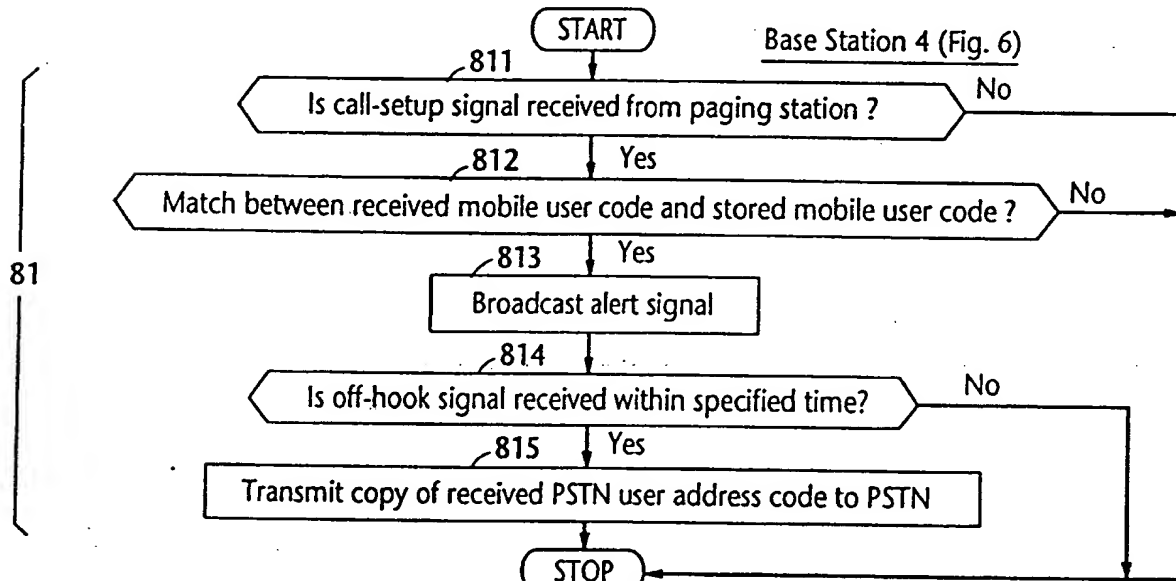 START
Base Station 4 (Fig. 6)
811
Is call-setup signal received from paging station ?
No
Yes
812
Match between received mobile user code and stored mobile user code ?
No
Yes
813
81
Broadcast alert signal
814
Is off-hook signal received within specified time?
No
Yes
815
Transmit copy of received PSTN user address code to PSTN
STOP